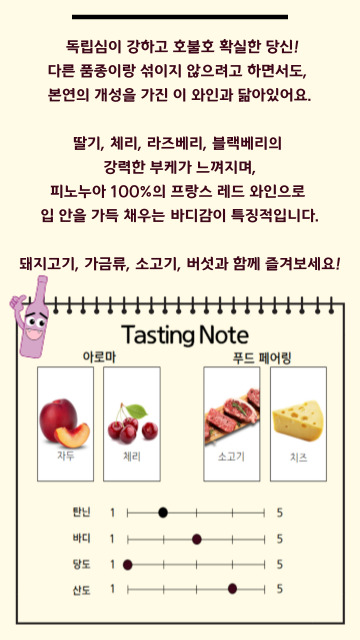 독립심이 강하고 호불호 확실한 당신!
다른 품종이랑 섞이지 않으려고 하면서도,
본연의 개성을 가진 이 와인과 닮아있어요.
딸기, 체리, 라즈베리, 블랙베리의
강력한 부케가 느껴지며,
피노누아 100%의 프랑스 레드 와인으로
입 안을 가득 채우는 바디감이 특징적입니다.
돼지고기, 가금류, 소고기, 버섯과 함께 즐겨보세요!
Tasting Note
아로마 푸드 페어링
자두 체리 소고기 치즈
탄닌 1 5
바디 1 5
당도 1 5
산도 1 5